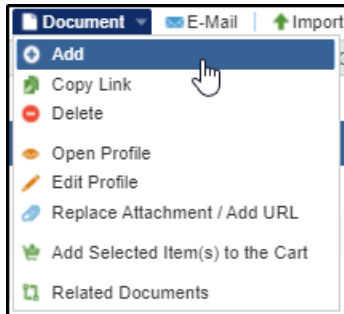 Document E-Mail Import
Add
Copy Link
Delete
Open Profile
Edit Profile
Replace Attachment / Add URL
Add Selected Item(s) to the Cart
Related Documents